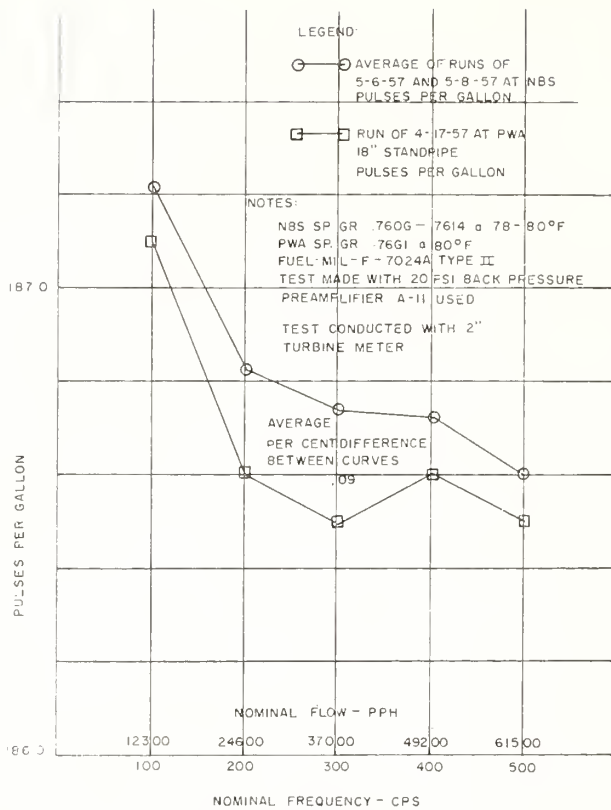 LEGEND:
AVERAGE OF RUNS OF
5-6-57 AND 5-8-57 AT NBS
PULSES PER GALLON
RUN OF 4-17-57 AT PWA
18" STANDPIPE
PULSES PER GALLON
NOTES:
NBS SP GR .7606 - 7614 a 78-80°F
PWA SP. GR .7661 a 80°F
FUEL-MIL-F-7024A TYPE II
TEST MADE WITH 20 PSI BACK PRESSURE
PREAMPLIFIER A-11 USED
TEST CONDUCTED WITH 2"
TURBINE METER
187.0
AVERAGE
PER CENT DIFFERENCE
BETWEEN CURVES
.09
PULSES PER GALLON
NOMINAL FLOW - PPH
12300 24600 37000 49200 61500
186.0
100 200 300 400 500
NOMINAL FREQUENCY - CPS